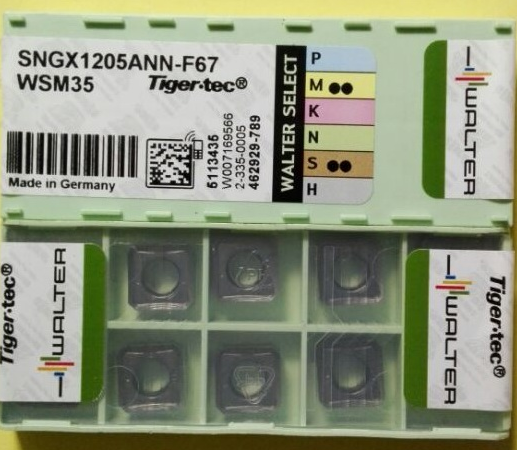 SNGX1205ANN-F67
WSM35 Tiger·tec®
Made in Germany
5113435
W007169566
2-335-0005
462929-789
WALTER SELECT
P
M
K
N
S
H
WALTER
Tiger·tec®
WALTER
WALTER
Tiger·tec®